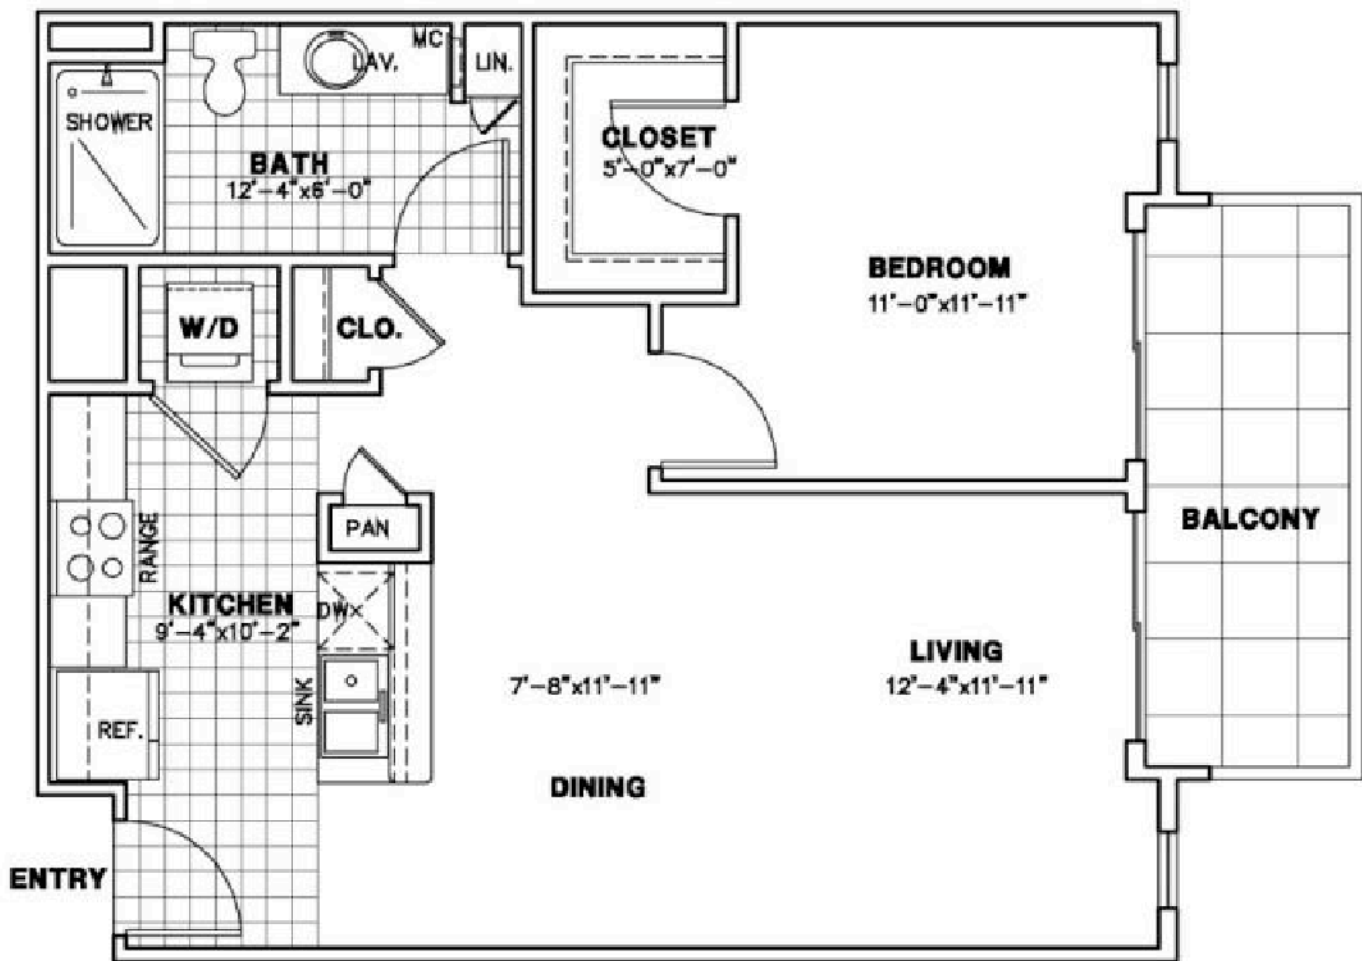 MC
LAV.
LIN.
SHOWER
BATH
12'-4"x6'-0"
CLOSET
5'-0"x7'-0"
BEDROOM
11'-0"x11'-11"
W/D
CLO.
PAN
RANGE
BALCONY
KITCHEN
9'-4"x10'-2"
DW
LIVING
12'-4"x11'-11"
7'-8"x11'-11"
SINK
REF.
DINING
ENTRY